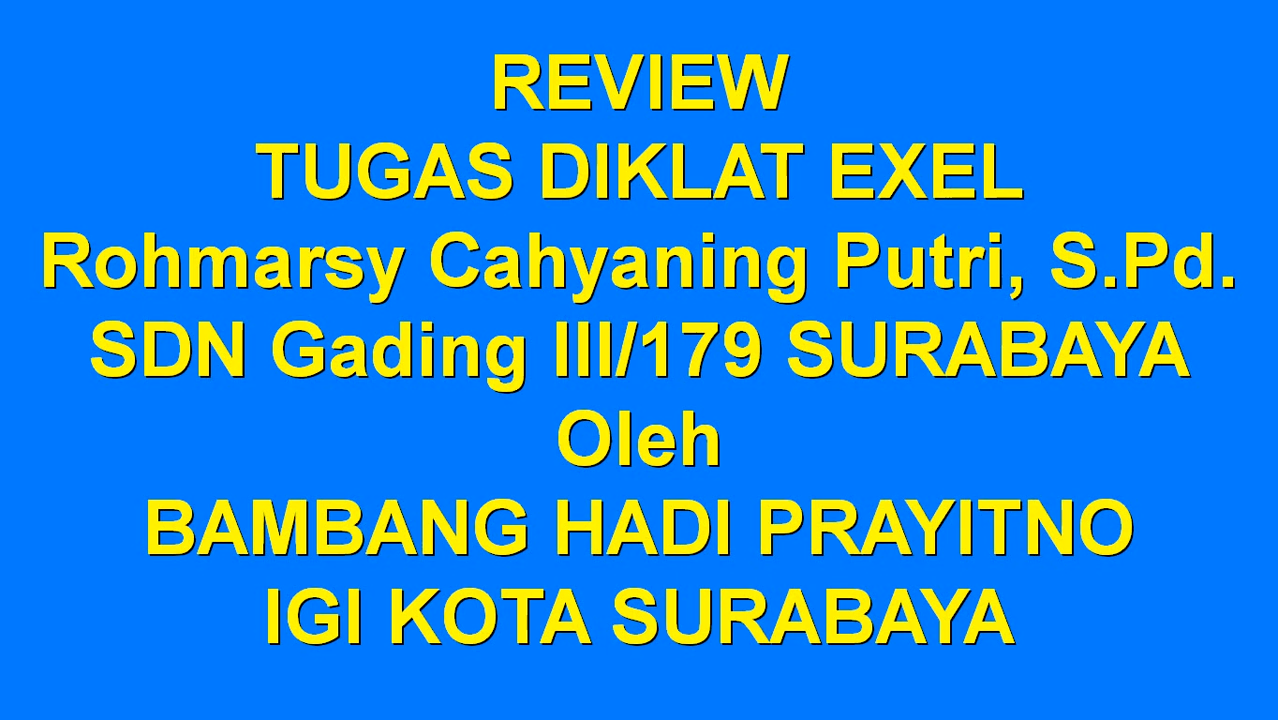 REVIEW
TUGAS DIKLAT EXEL
Rohmarsy Cahyaning Putri, S.Pd.
SDN Gading III/179 SURABAYA
Oleh
BAMBANG HADI PRAYITNO
IGI KOTA SURABAYA